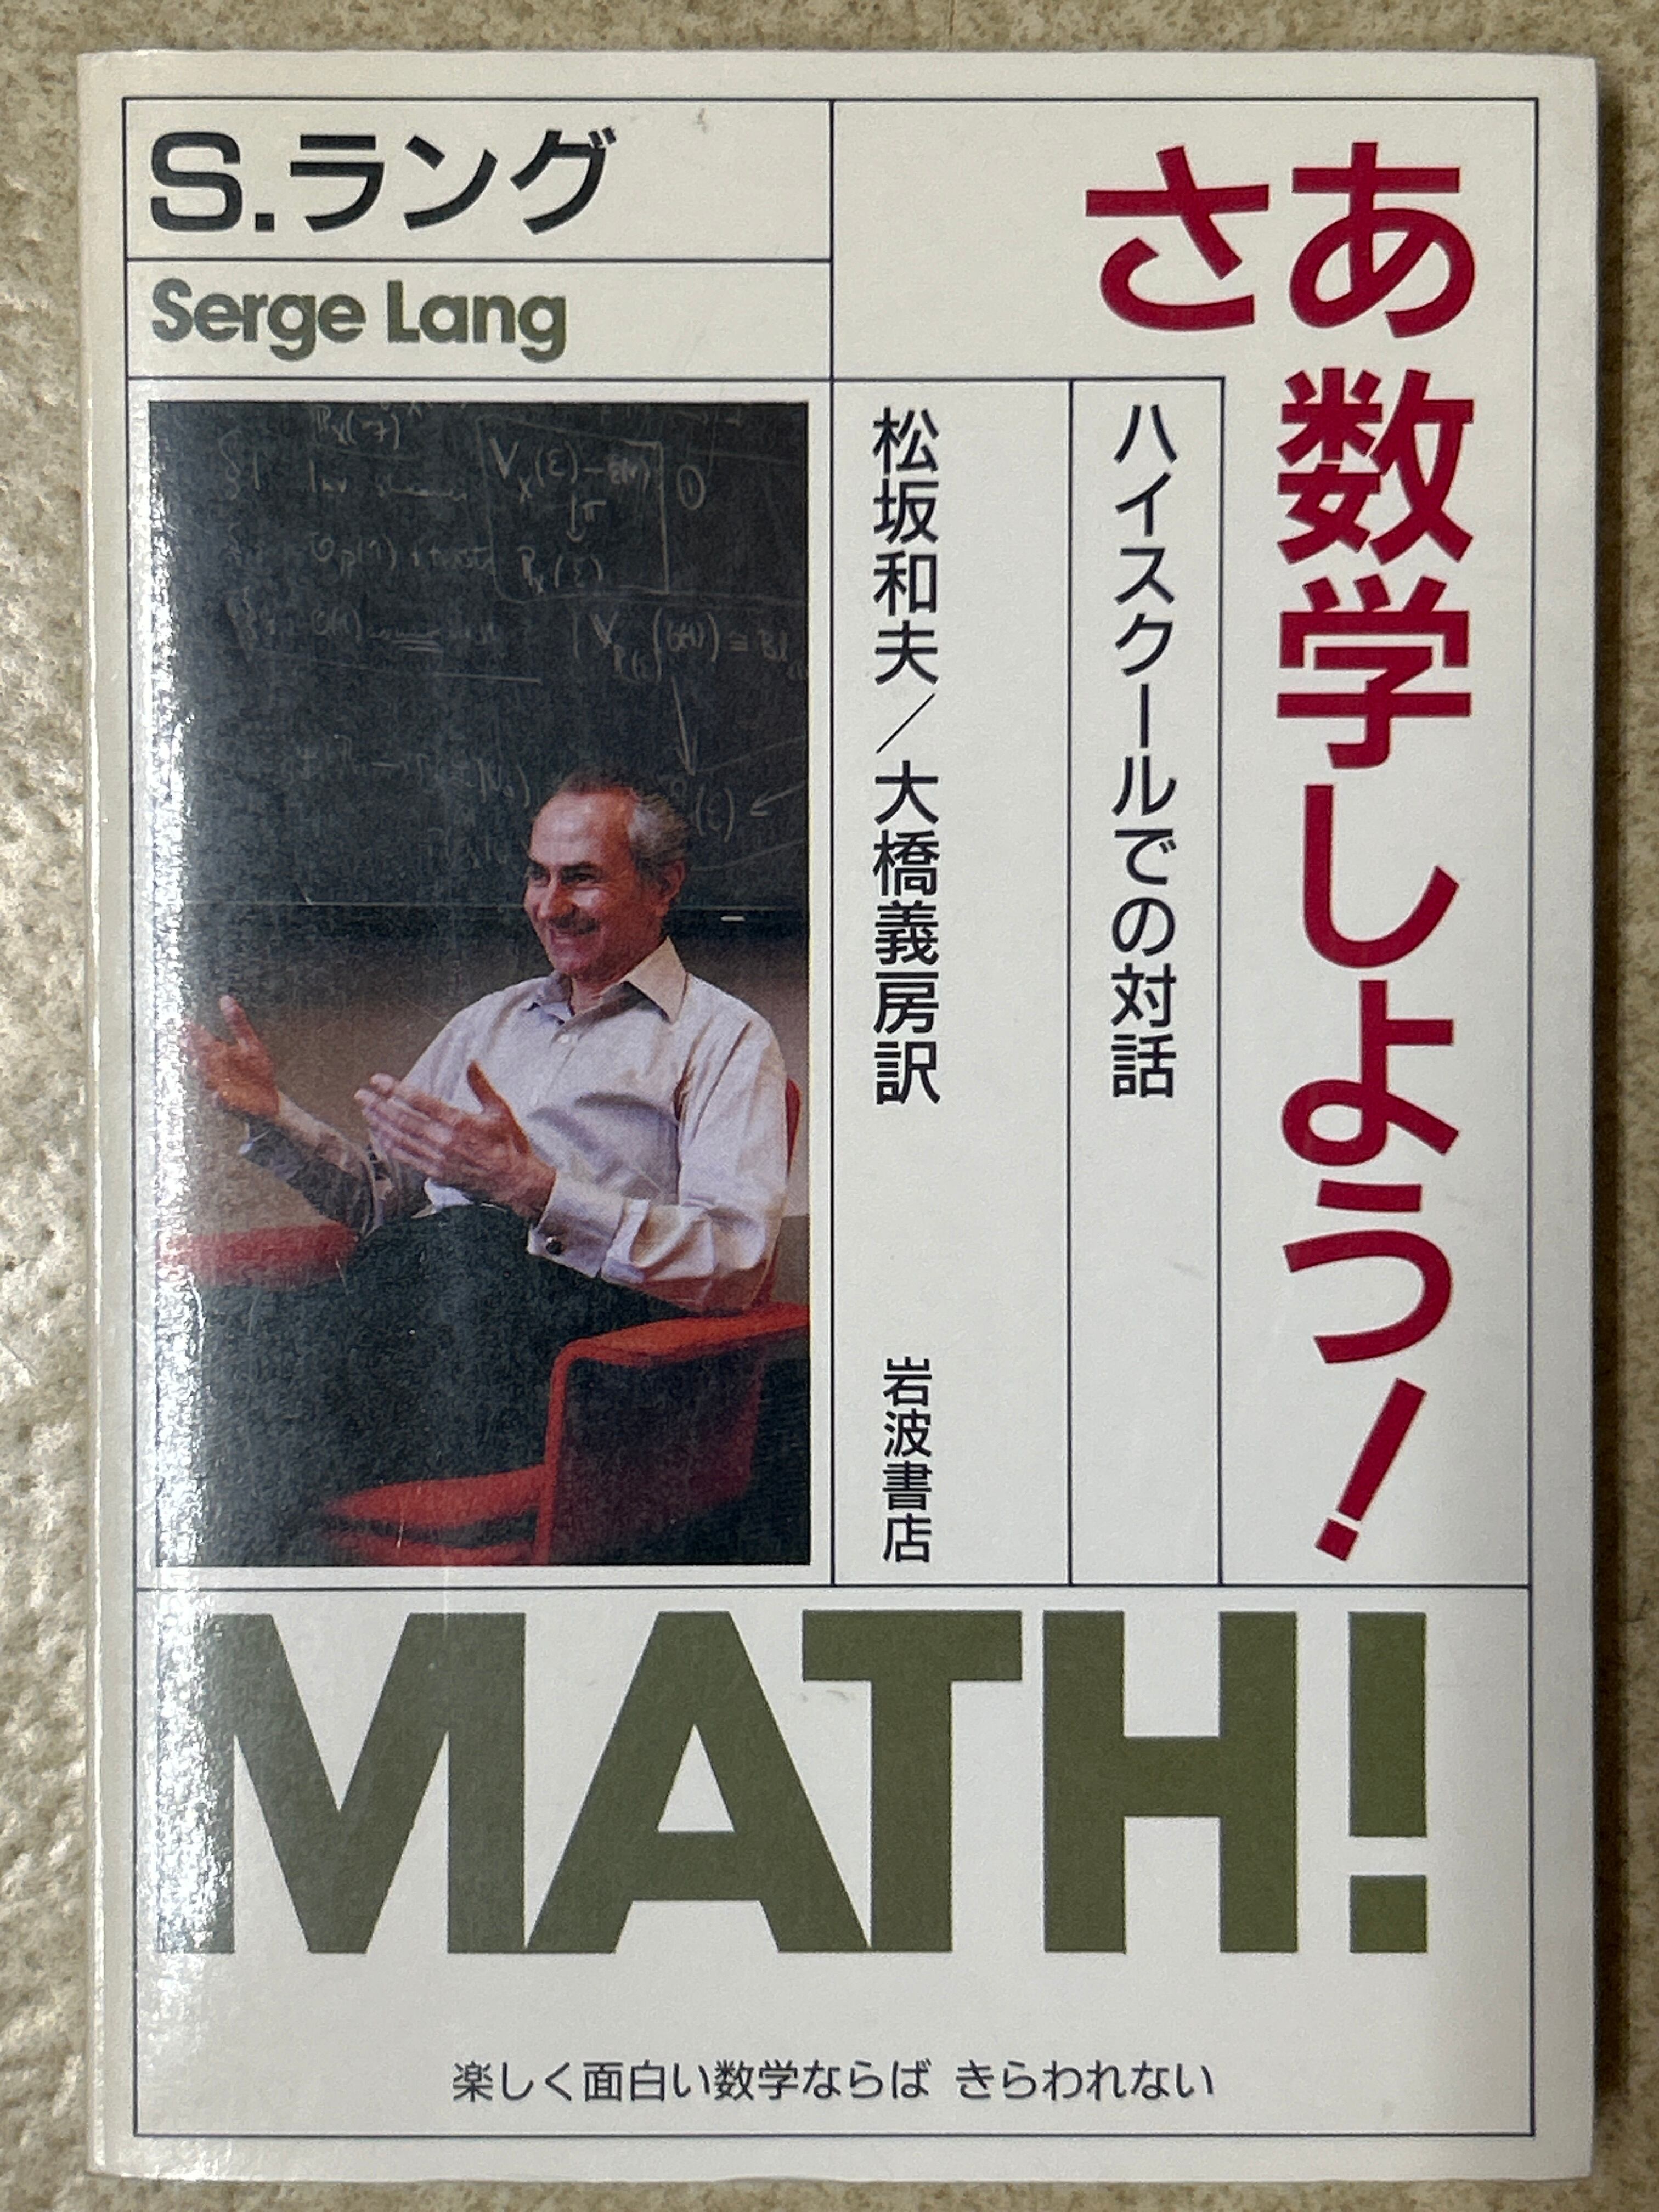 さあ
数学しよう!
ハイスクールでの対話
松坂和夫/大橋義房訳
岩波書店
S.ラング
Serge Lang
MATH!
楽しく面白い数学ならば きらわれない